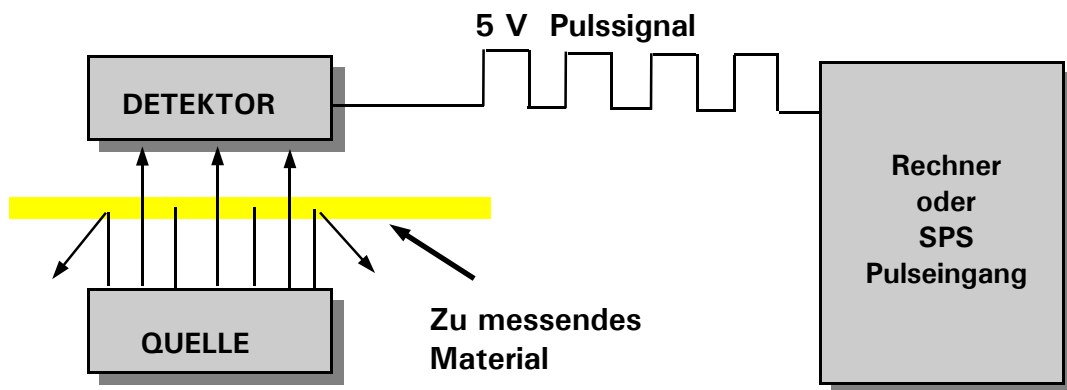 5 V Pulssignal
DETEKTOR
Rechner
oder
SPS
Pulseingang
Zu messendes
Material
QUELLE